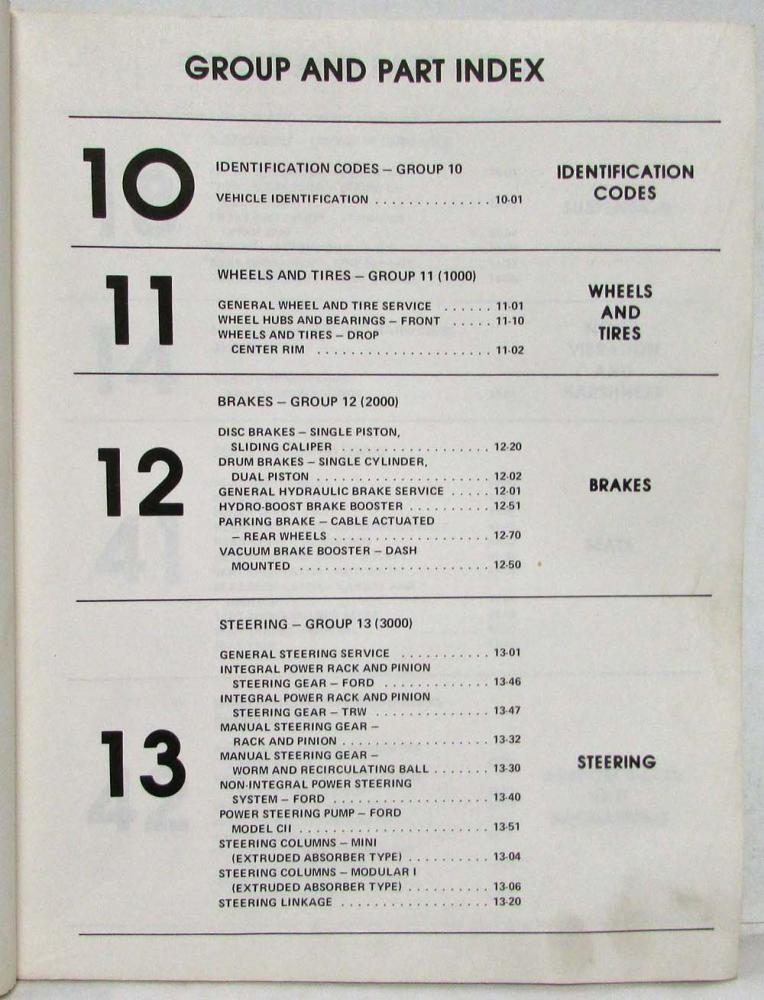 GROUP AND PART INDEX
10
IDENTIFICATION CODES – GROUP 10
VEHICLE IDENTIFICATION . . . . . . . . . . . . . . 10-01
IDENTIFICATION
CODES
11
WHEELS AND TIRES – GROUP 11 (1000)
GENERAL WHEEL AND TIRE SERVICE . . . . . . 11-01
WHEEL HUBS AND BEARINGS – FRONT . . . . . 11-10
WHEELS AND TIRES – DROP
CENTER RIM . . . . . . . . . . . . . . . . . . . . . 11-02
WHEELS
AND
TIRES
12
BRAKES – GROUP 12 (2000)
DISC BRAKES – SINGLE PISTON,
SLIDING CALIPER . . . . . . . . . . . . . . . . . . 12-20
DRUM BRAKES – SINGLE CYLINDER,
DUAL PISTON . . . . . . . . . . . . . . . . . . . . . 12-02
GENERAL HYDRAULIC BRAKE SERVICE . . . . . 12-01
HYDRO-BOOST BRAKE BOOSTER . . . . . . . . . . 12-51
PARKING BRAKE – CABLE ACTUATED
– REAR WHEELS . . . . . . . . . . . . . . . . . . . 12-70
VACUUM BRAKE BOOSTER – DASH
MOUNTED . . . . . . . . . . . . . . . . . . . . . . . 12-50
BRAKES
13
STEERING – GROUP 13 (3000)
GENERAL STEERING SERVICE . . . . . . . . . . . 13-01
INTEGRAL POWER RACK AND PINION
STEERING GEAR – FORD . . . . . . . . . . . . . 13-46
INTEGRAL POWER RACK AND PINION
STEERING GEAR – TRW . . . . . . . . . . . . . . 13-47
MANUAL STEERING GEAR –
RACK AND PINION . . . . . . . . . . . . . . . . . 13-32
MANUAL STEERING GEAR –
WORM AND RECIRCULATING BALL . . . . . . . 13-30
NON-INTEGRAL POWER STEERING
SYSTEM – FORD . . . . . . . . . . . . . . . . . . . 13-40
POWER STEERING PUMP – FORD
MODEL CII . . . . . . . . . . . . . . . . . . . . . . . 13-51
STEERING COLUMNS – MINI
(EXTRUDED ABSORBER TYPE) . . . . . . . . . . 13-04
STEERING COLUMNS – MODULAR I
(EXTRUDED ABSORBER TYPE) . . . . . . . . . . 13-06
STEERING LINKAGE . . . . . . . . . . . . . . . . . . 13-20
STEERING